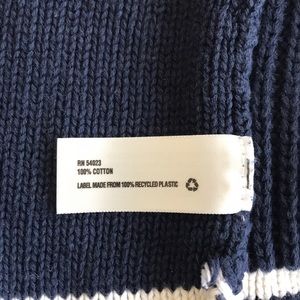 RN 54023
100% COTTON
LABEL MADE FROM 100% RECYCLED PLASTIC